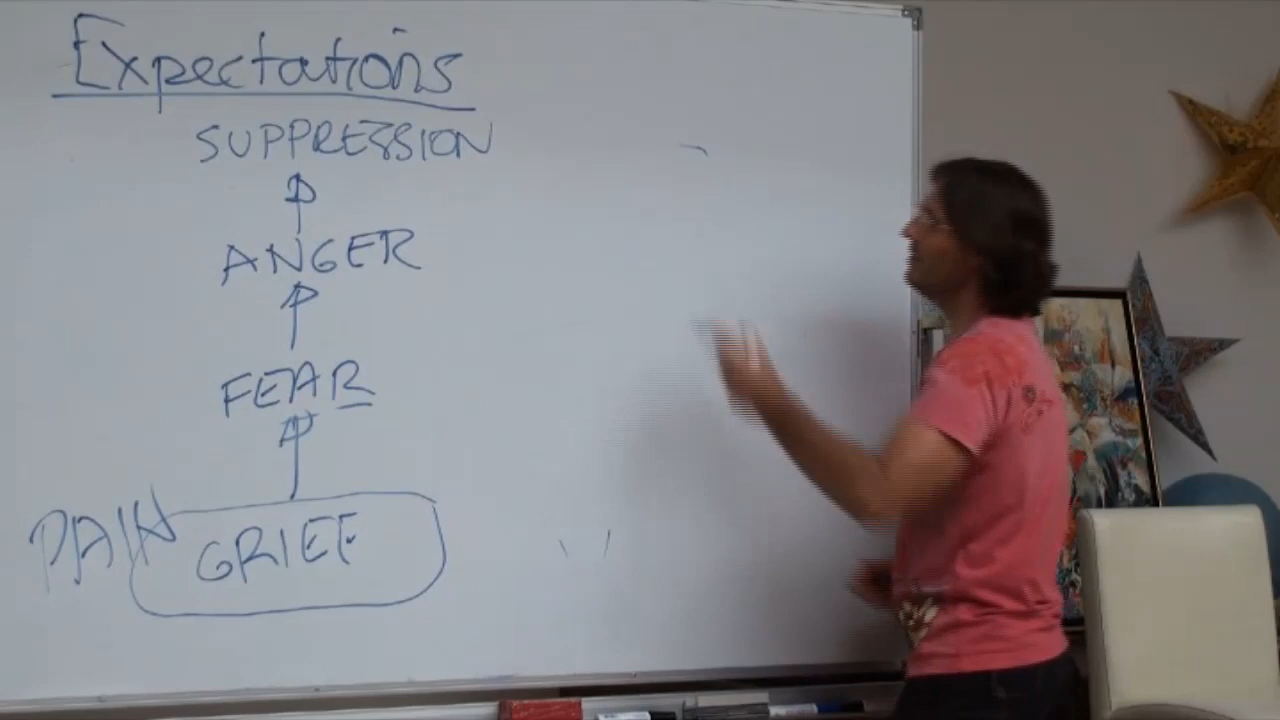 Expectations
SUPPRESSION
ANGER
FEAR
PAIN
GRIEF